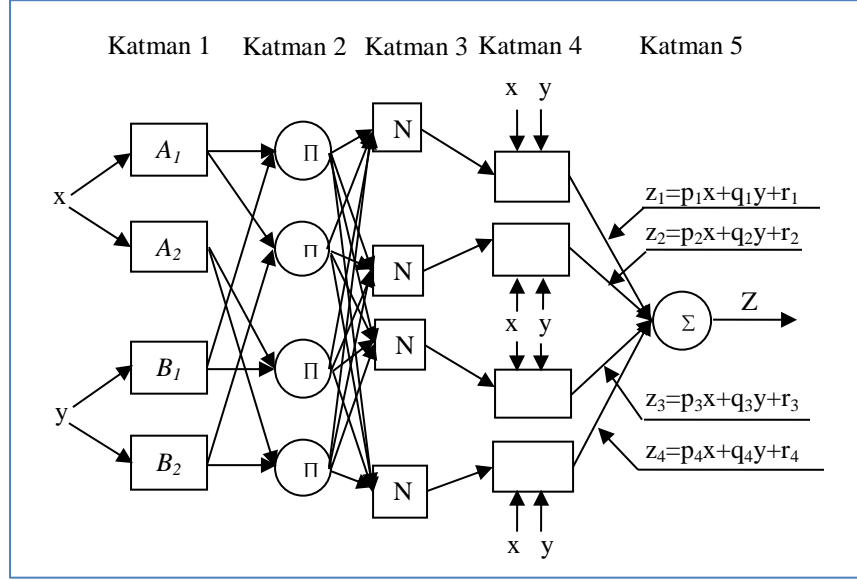 Katman 1 Katman 2 Katman 3 Katman 4 Katman 5
x y
A₁ Π N
z₁=p₁x+q₁y+r₁
x
A₂ Π N
z₂=p₂x+q₂y+r₂
x y
Σ Z
B₁ Π N
z₃=p₃x+q₃y+r₃
y
B₂ Π N
z₄=p₄x+q₄y+r₄
x y